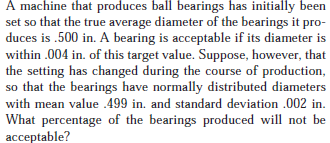 A machine that produces ball bearings has initially been
set so that the true average diameter of the bearings it pro-
duces is .500 in. A bearing is acceptable if its diameter is
within .004 in. of this target value. Suppose, however, that
the setting has changed during the course of production,
so that the bearings have normally distributed diameters
with mean value .499 in. and standard deviation .002 in.
What percentage of the bearings produced will not be
acceptable?